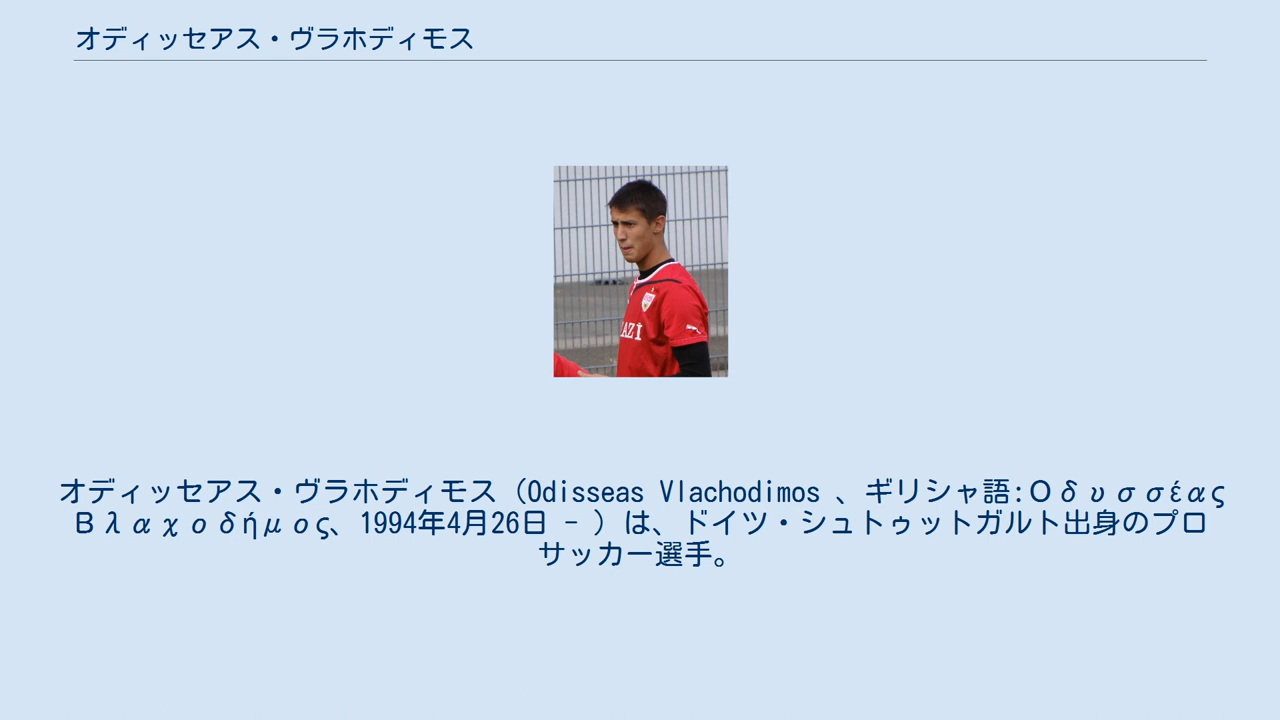 オディッセアス・ヴラホディモス
AZİ
オディッセアス・ヴラホディモス（Odisseas Vlachodimos 、ギリシャ語:Οδυσσέας
Βλαχοδήμος、1994年4月26日 - ）は、ドイツ・シュトゥットガルト出身のプロ
サッカー選手。